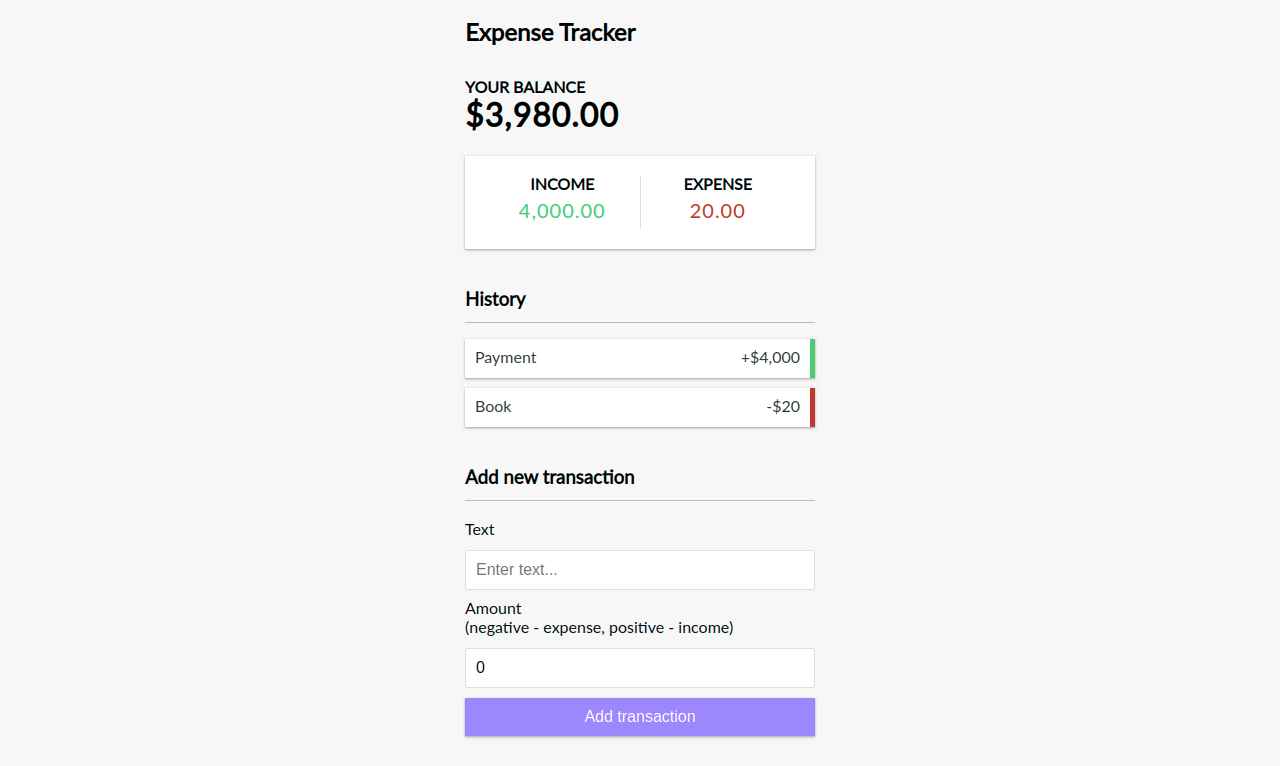 Expense Tracker
YOUR BALANCE
$3,980.00
INCOME EXPENSE
4,000.00 20.00
History
Payment +$4,000
Book -$20
Add new transaction
Text
Enter text...
Amount
(negative - expense, positive - income)
0
Add transaction